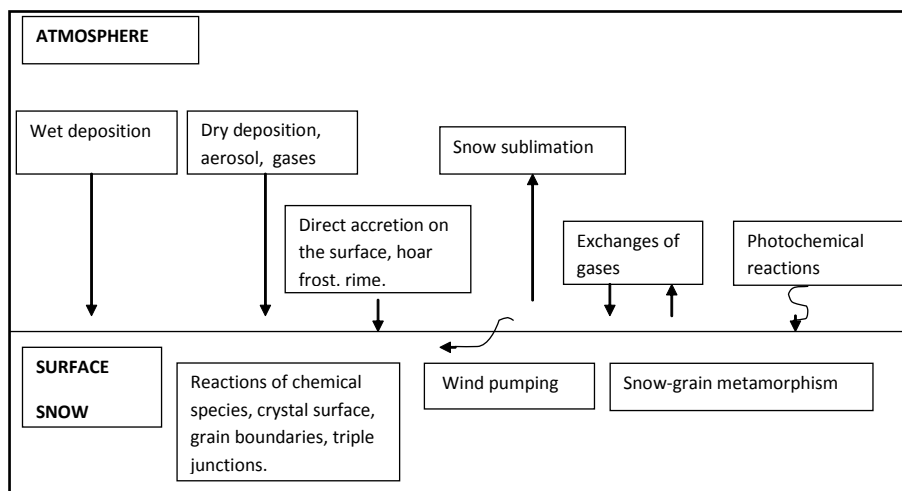 ATMOSPHERE
Wet deposition
Dry deposition,
aerosol, gases
Snow sublimation
Direct accretion on
the surface, hoar
frost. rime.
Exchanges of
gases
Photochemical
reactions
SURFACE
SNOW
Reactions of chemical
species, crystal surface,
grain boundaries, triple
junctions.
Wind pumping
Snow-grain metamorphism